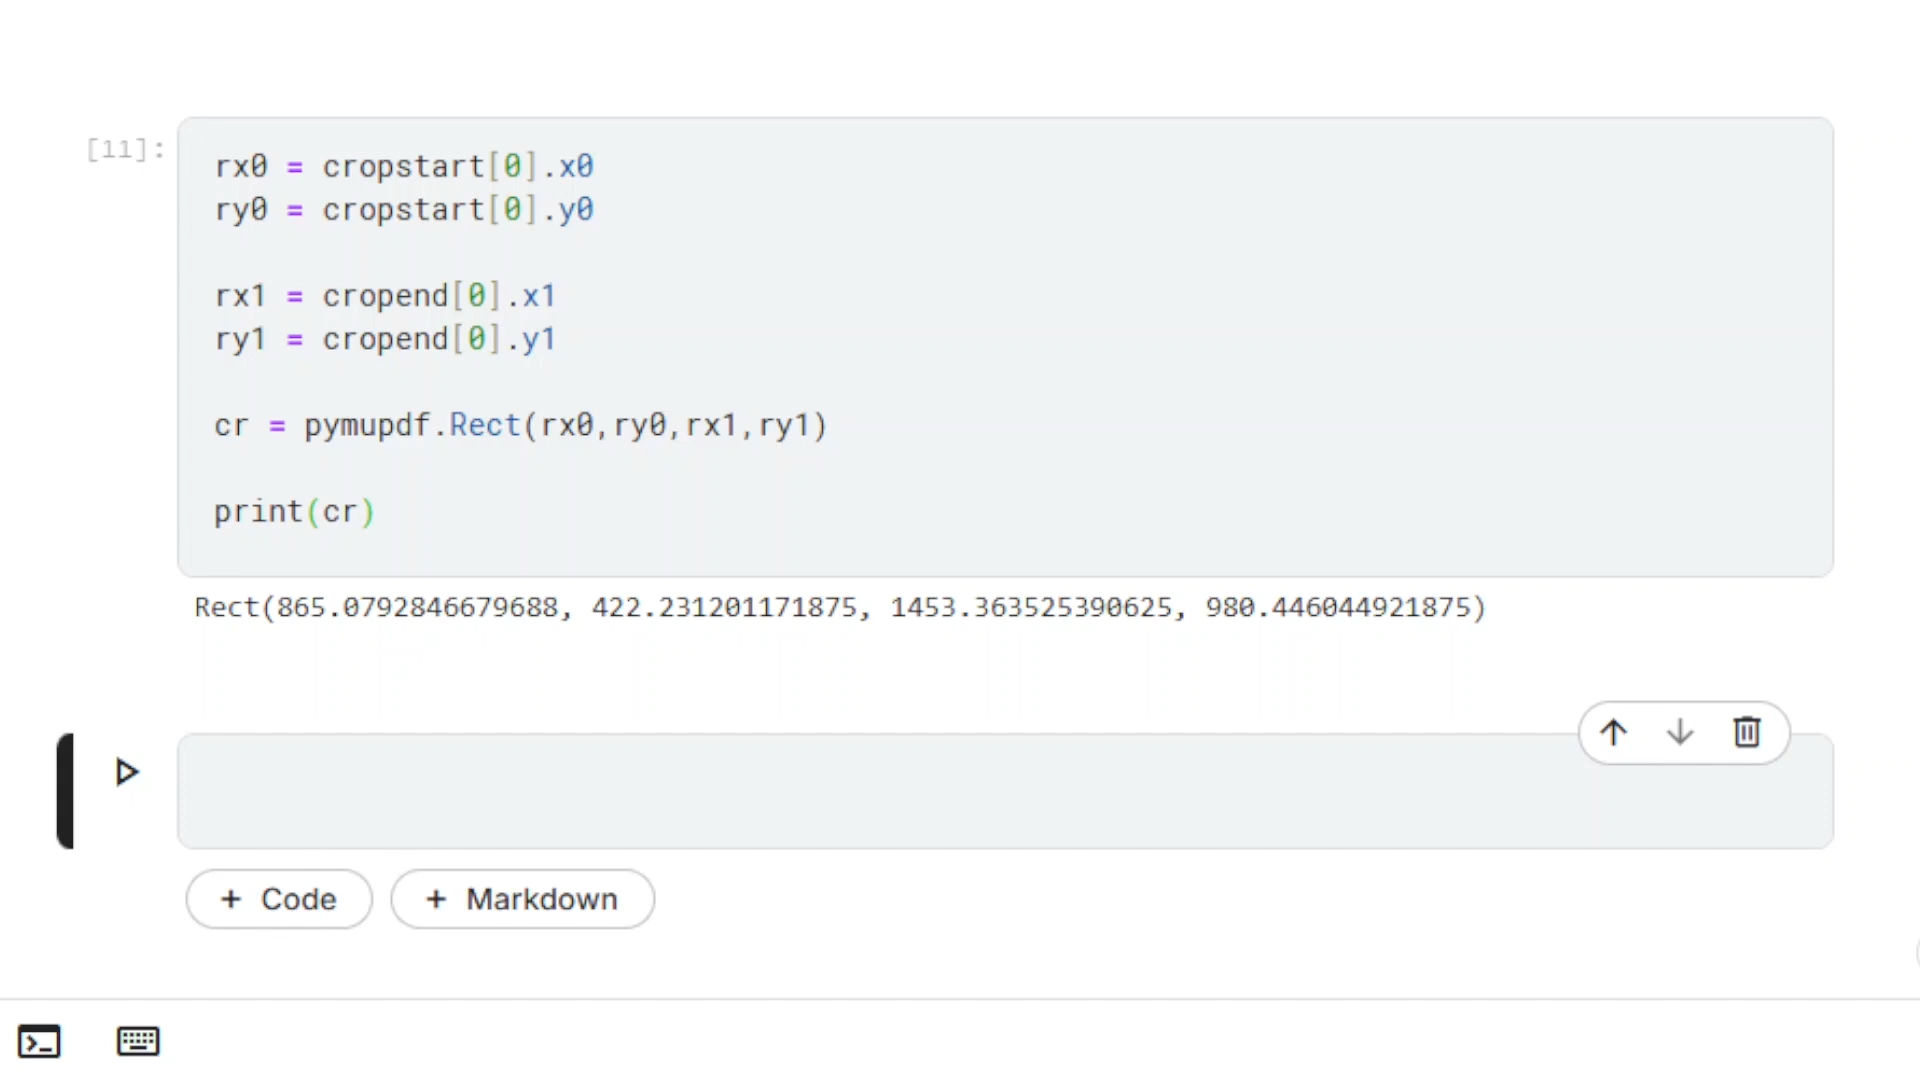 [11]:
rx0 = cropstart[0].x0
ry0 = cropstart[0].y0
rx1 = cropend[0].x1
ry1 = cropend[0].y1
cr = pymupdf.Rect(rx0,ry0,rx1,ry1)
print(cr)
Rect(865.0792846679688, 422.231201171875, 1453.363525390625, 980.446044921875)
+ Code + Markdown